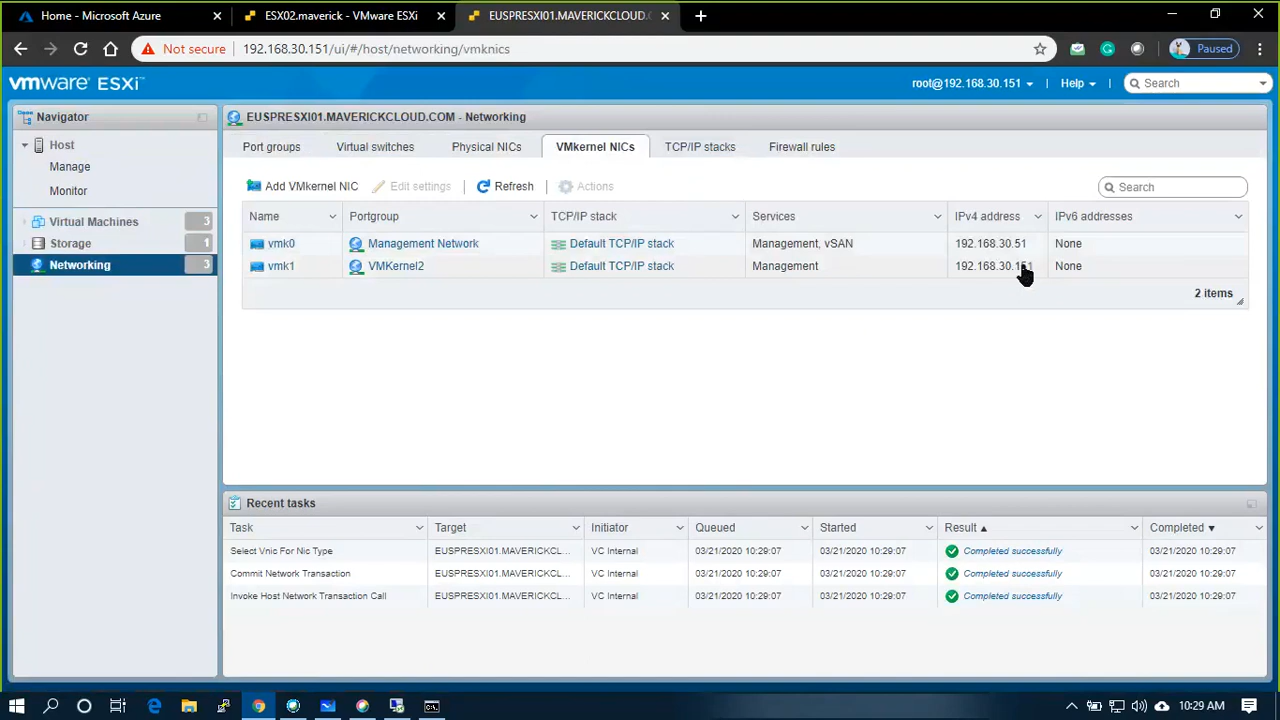 Home - Microsoft Azure
ESX02.maverick - VMware ESXi
EUSPRESXI01.MAVERICKCLOUD.C
Not secure
192.168.30.151/ui/#/host/networking/vmknics
Paused
vmware ESXi
root@192.168.30.151
Help
Search
Navigator
Host
Manage
Monitor
Virtual Machines 3
Storage 1
Networking 3
EUSPRESXI01.MAVERICKCLOUD.COM - Networking
Port groups
Virtual switches
Physical NICs
VMkernel NICs
TCP/IP stacks
Firewall rules
Add VMkernel NIC
Edit settings
Refresh
Actions
Search
Name Portgroup TCP/IP stack Services IPv4 address IPv6 addresses
vmk0 Management Network Default TCP/IP stack Management, vSAN 192.168.30.51 None
vmk1 VMKernel2 Default TCP/IP stack Management 192.168.30.151 None
2 items
Recent tasks
Task Target Initiator Queued Started Result Completed
Select Vnic For Nic Type EUSPRESXI01.MAVERICKCL... VC Internal 03/21/2020 10:29:07 03/21/2020 10:29:07 Completed successfully 03/21/2020 10:29:07
Commit Network Transaction EUSPRESXI01.MAVERICKCL... VC Internal 03/21/2020 10:29:07 03/21/2020 10:29:07 Completed successfully 03/21/2020 10:29:07
Invoke Host Network Transaction Call EUSPRESXI01.MAVERICKCL... VC Internal 03/21/2020 10:29:07 03/21/2020 10:29:07 Completed successfully 03/21/2020 10:29:07
10:29 AM